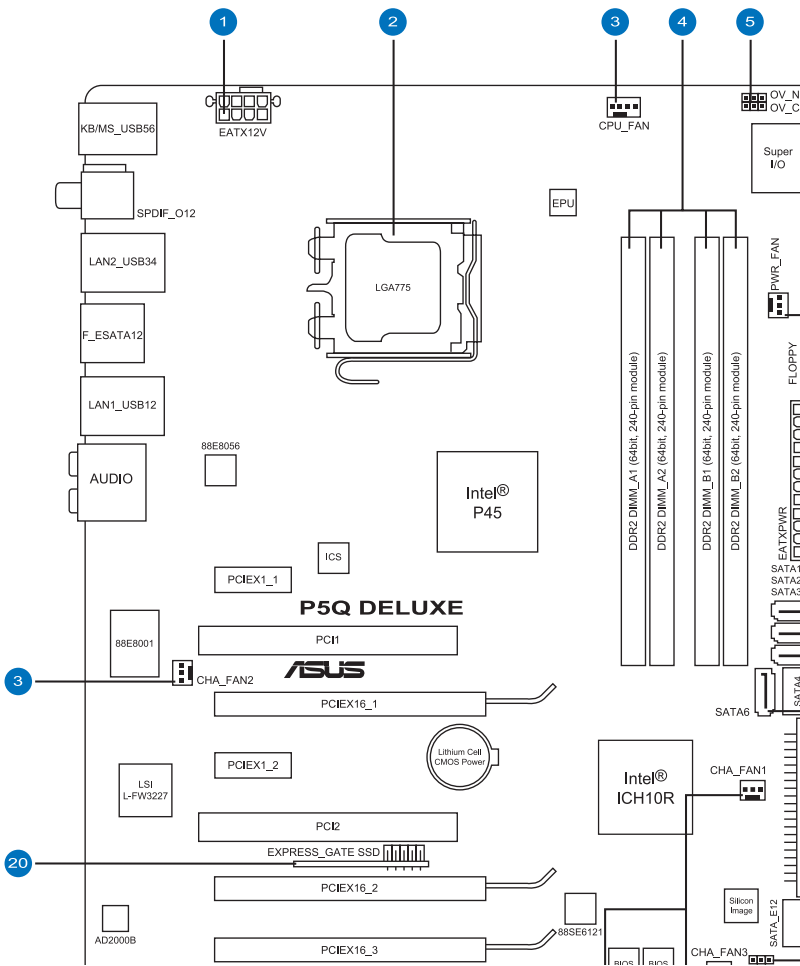 1
2
3
4
5
OV_N
OV_C
KB/MS_USB56
EATX12V
CPU_FAN
Super
I/O
SPDIF_O12
EPU
LAN2_USB34
LGA775
PWR_FAN
F_ESATA12
FLOPPY
DDR2 DIMM_A1 (64bit, 240-pin module)
DDR2 DIMM_A2 (64bit, 240-pin module)
DDR2 DIMM_B1 (64bit, 240-pin module)
DDR2 DIMM_B2 (64bit, 240-pin module)
LAN1_USB12
88E8056
AUDIO
Intel®
P45
EATXPWR
ICS
PCIEX1_1
SATA1
SATA2
SATA3
P5Q DELUXE
88E8001
PCI1
ASUS
3
CHA_FAN2
PCIEX16_1
SATA6
SATA4
PCIEX1_2
Lithium Cell
CMOS Power
LSI
L-FW3227
Intel®
ICH10R
CHA_FAN1
PCI2
EXPRESS_GATE SSD
20
PCIEX16_2
88SE6121
Silicon
Image
SATA_E12
AD2000B
PCIEX16_3
CHA_FAN3
BIOS
BIOS